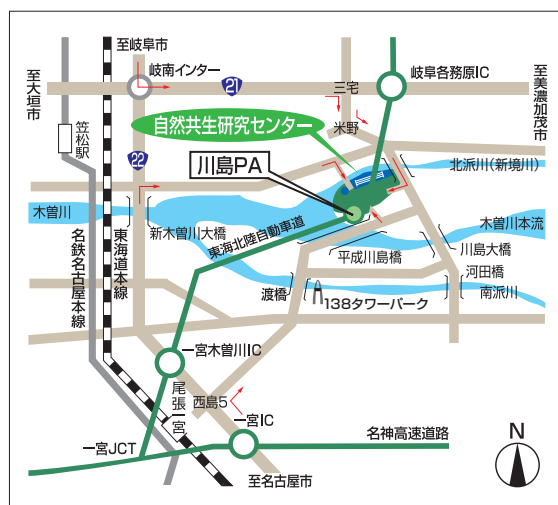 至岐阜市
岐南インター
21
三宅
岐阜各務原IC
至美濃加茂市
至大垣市
米野
自然共生研究センター
笠松駅
22
川島PA
北派川(新境川)
木曽川
新木曽川大橋
東海北陸自動車道
木曽川本流
平成川島橋
川島大橋
河田橋
渡橋
138タワーパーク
南派川
名鉄名古屋本線
東海道本線
一宮木曽川IC
尾張一宮
西島5
一宮IC
一宮JCT
名神高速道路
至名古屋市
N